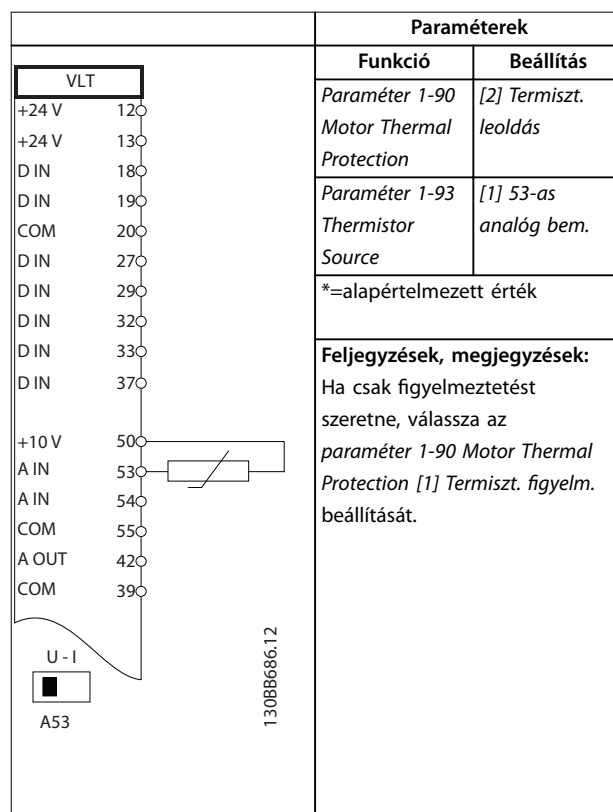 VLT
+24 V 12
+24 V 13
D IN 18
D IN 19
COM 20
D IN 27
D IN 29
D IN 32
D IN 33
D IN 37
+10 V 50
A IN 53
A IN 54
COM 55
A OUT 42
COM 39
U - I
A53
130BB686.12
Paraméterek
Funkció Beállítás
Paraméter 1-90 [2] Termiszt.
Motor Thermal leoldás
Protection
Paraméter 1-93 [1] 53-as
Thermistor analóg bem.
Source
*=alapértelmezett érték
Feljegyzések, megjegyzések:
Ha csak figyelmeztetést
szeretne, válassza az
paraméter 1-90 Motor Thermal
Protection [1] Termiszt. figyelm.
beállítását.